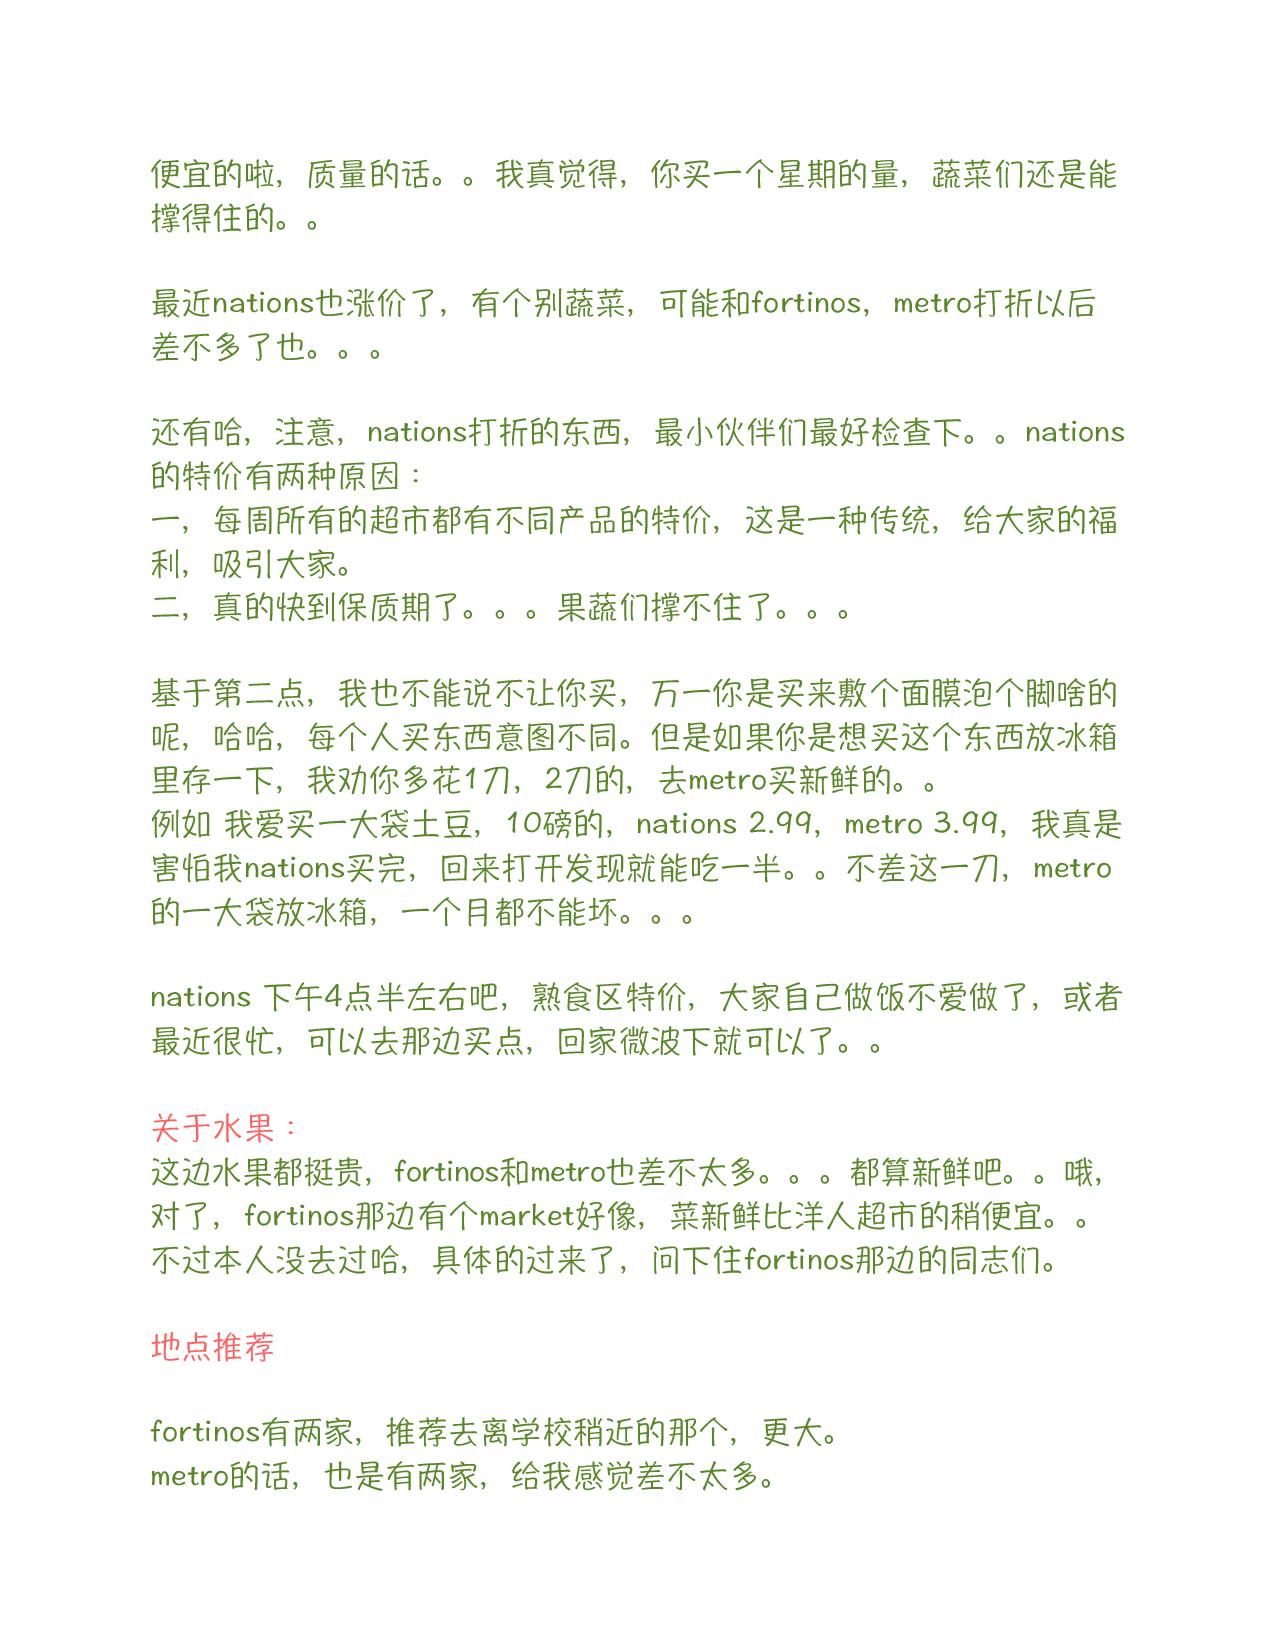 便宜的啦，质量的话。。我真觉得，你买一个星期的量，蔬菜们还是能
撑得住的。。
最近nations也涨价了，有个别蔬菜，可能和fortinos，metro打折以后
差不多了也。。。
还有哈，注意，nations打折的东西，最小伙伴们最好检查下。。nations
的特价有两种原因：
一，每周所有的超市都有不同产品的特价，这是一种传统，给大家的福
利，吸引大家。
二，真的快到保质期了。。。果蔬们撑不住了。。。
基于第二点，我也不能说不让你买，万一你是买来敷个面膜泡个脚啥的
呢，哈哈，每个人买东西意图不同。但是如果你是想买这个东西放冰箱
里存一下，我劝你多花1刀，2刀的，去metro买新鲜的。。
例如 我爱买一大袋土豆，10磅的，nations 2.99，metro 3.99，我真是
害怕我nations买完，回来打开发现就能吃一半。。不差这一刀，metro
的一大袋放冰箱，一个月都不能坏。。。
nations 下午4点半左右吧，熟食区特价，大家自己做饭不爱做了，或者
最近很忙，可以去那边买点，回家微波下就可以了。。
关于水果：
这边水果都挺贵，fortinos和metro也差不太多。。。都算新鲜吧。。哦，
对了，fortinos那边有个market好像，菜新鲜比洋人超市的稍便宜。。
不过本人没去过哈，具体的过来了，问下住fortinos那边的同志们。
地点推荐
fortinos有两家，推荐去离学校稍近的那个，更大。
metro的话，也是有两家，给我感觉差不太多。